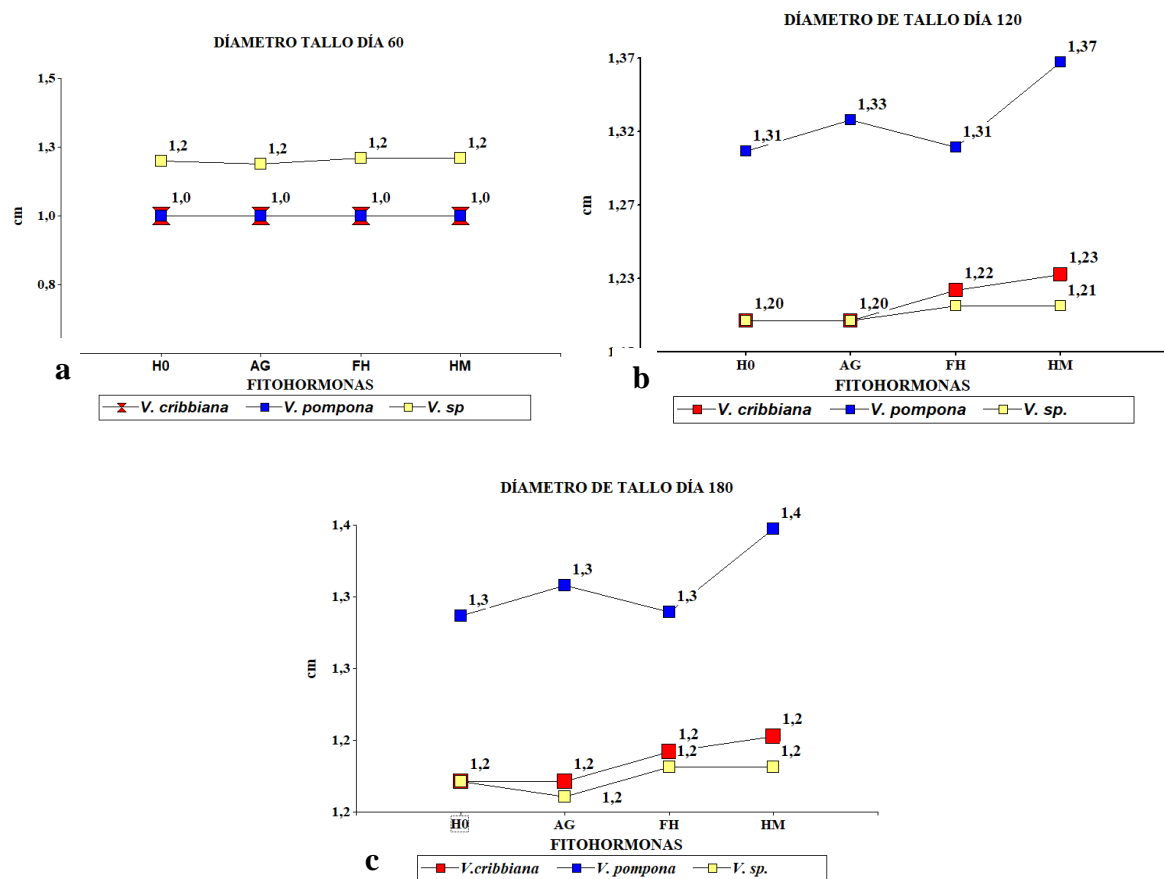 DÍAMETRO TALLO DÍA 60
1,5
1,3
1,0
0,8
cm
1,2 1,2 1,2 1,2
1,0 1,0 1,0 1,0
H0 AG FH HM
FITOHORMONAS
V. cribbiana V. pompona V. sp
a
DÍAMETRO DE TALLO DÍA 120
1,37
1,32
1,27
1,23
cm
1,31 1,33 1,31 1,37
1,20 1,20 1,22 1,23
1,21
H0 AG FH HM
FITOHORMONAS
V. cribbiana V. pompona V. sp.
b
DÍAMETRO DE TALLO DÍA 180
1,4
1,3
1,3
1,2
1,2
cm
1,3 1,3 1,3 1,4
1,2 1,2 1,2 1,2
1,2 1,2 1,2
H0 AG FH HM
FITOHORMONAS
V.cribbiana V. pompona V. sp.
c